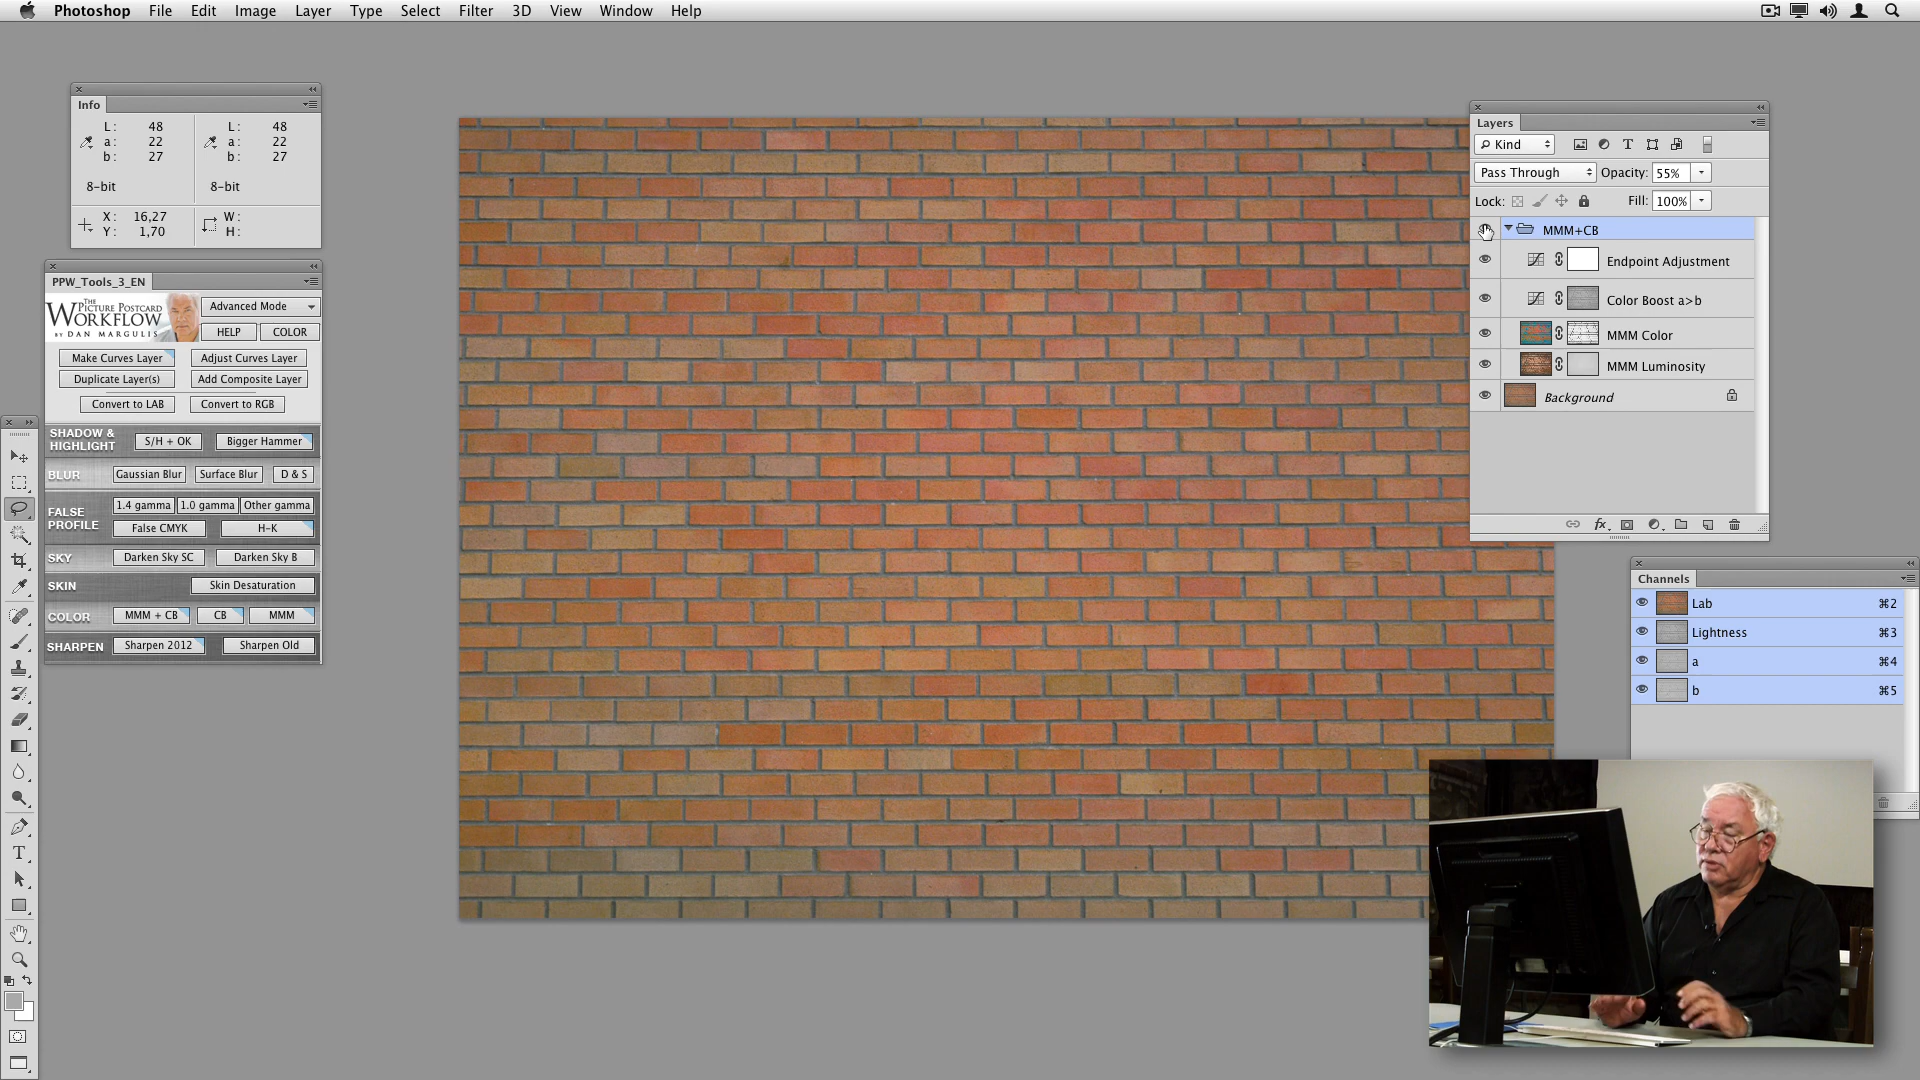 Photoshop File Edit Image Layer Type Select Filter 3D View Window Help
Info
L: 48 L: 48
a: 22 a: 22
b: 27 b: 27
8-bit 8-bit
X: 16,27 W:
Y: 1,70 H:
PPW_Tools_3_EN
THE
PICTURE POSTCARD
WORKFLOW
BY DAN MARGULIS
Advanced Mode
HELP COLOR
Make Curves Layer Adjust Curves Layer
Duplicate Layer(s) Add Composite Layer
Convert to LAB Convert to RGB
SHADOW &
HIGHLIGHT
S/H + OK Bigger Hammer
BLUR Gaussian Blur Surface Blur D & S
FALSE
PROFILE
1.4 gamma 1.0 gamma Other gamma
False CMYK H-K
SKY Darken Sky SC Darken Sky B
SKIN Skin Desaturation
COLOR MMM + CB CB MMM
SHARPEN Sharpen 2012 Sharpen Old
Layers
Kind
Pass Through Opacity: 55%
Lock: Fill: 100%
MMM+CB
Endpoint Adjustment
Color Boost a>b
MMM Color
MMM Luminosity
Background
fx
Channels
Lab ⌘2
Lightness ⌘3
a ⌘4
b ⌘5